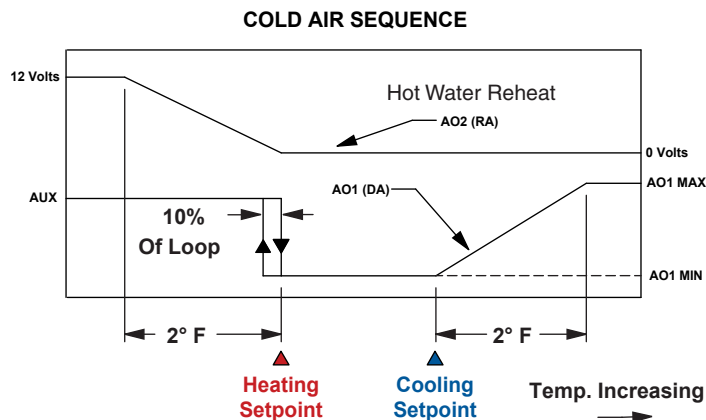 COLD AIR SEQUENCE
12 Volts
Hot Water Reheat
AO2 (RA)
0 Volts
AUX
10%
Of Loop
AO1 (DA)
AO1 MAX
AO1 MIN
2° F
2° F
Heating
Setpoint
Cooling
Setpoint
Temp. Increasing